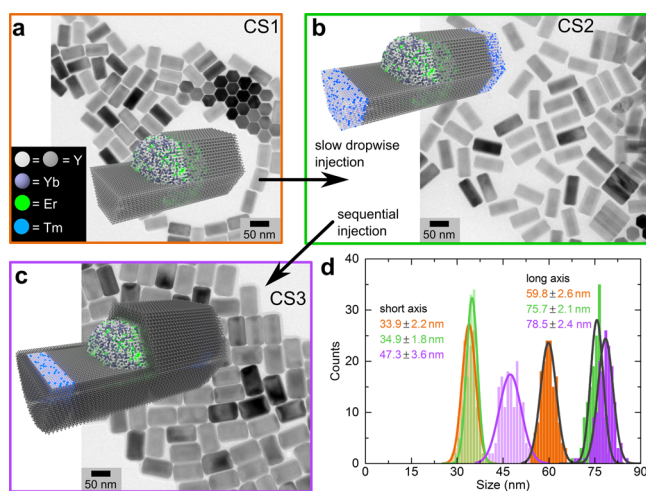 a
CS1
= = Y
= Yb
= Er
= Tm
50 nm
b
CS2
slow dropwise
injection
50 nm
sequential
injection
c
CS3
50 nm
d
40
30
20
10
0
Counts
short axis
33.9±2.2 nm
34.9±1.8 nm
47.3±3.6 nm
long axis
59.8±2.6 nm
75.7±2.1 nm
78.5±2.4 nm
0 15 30 45 60 75 90
Size (nm)